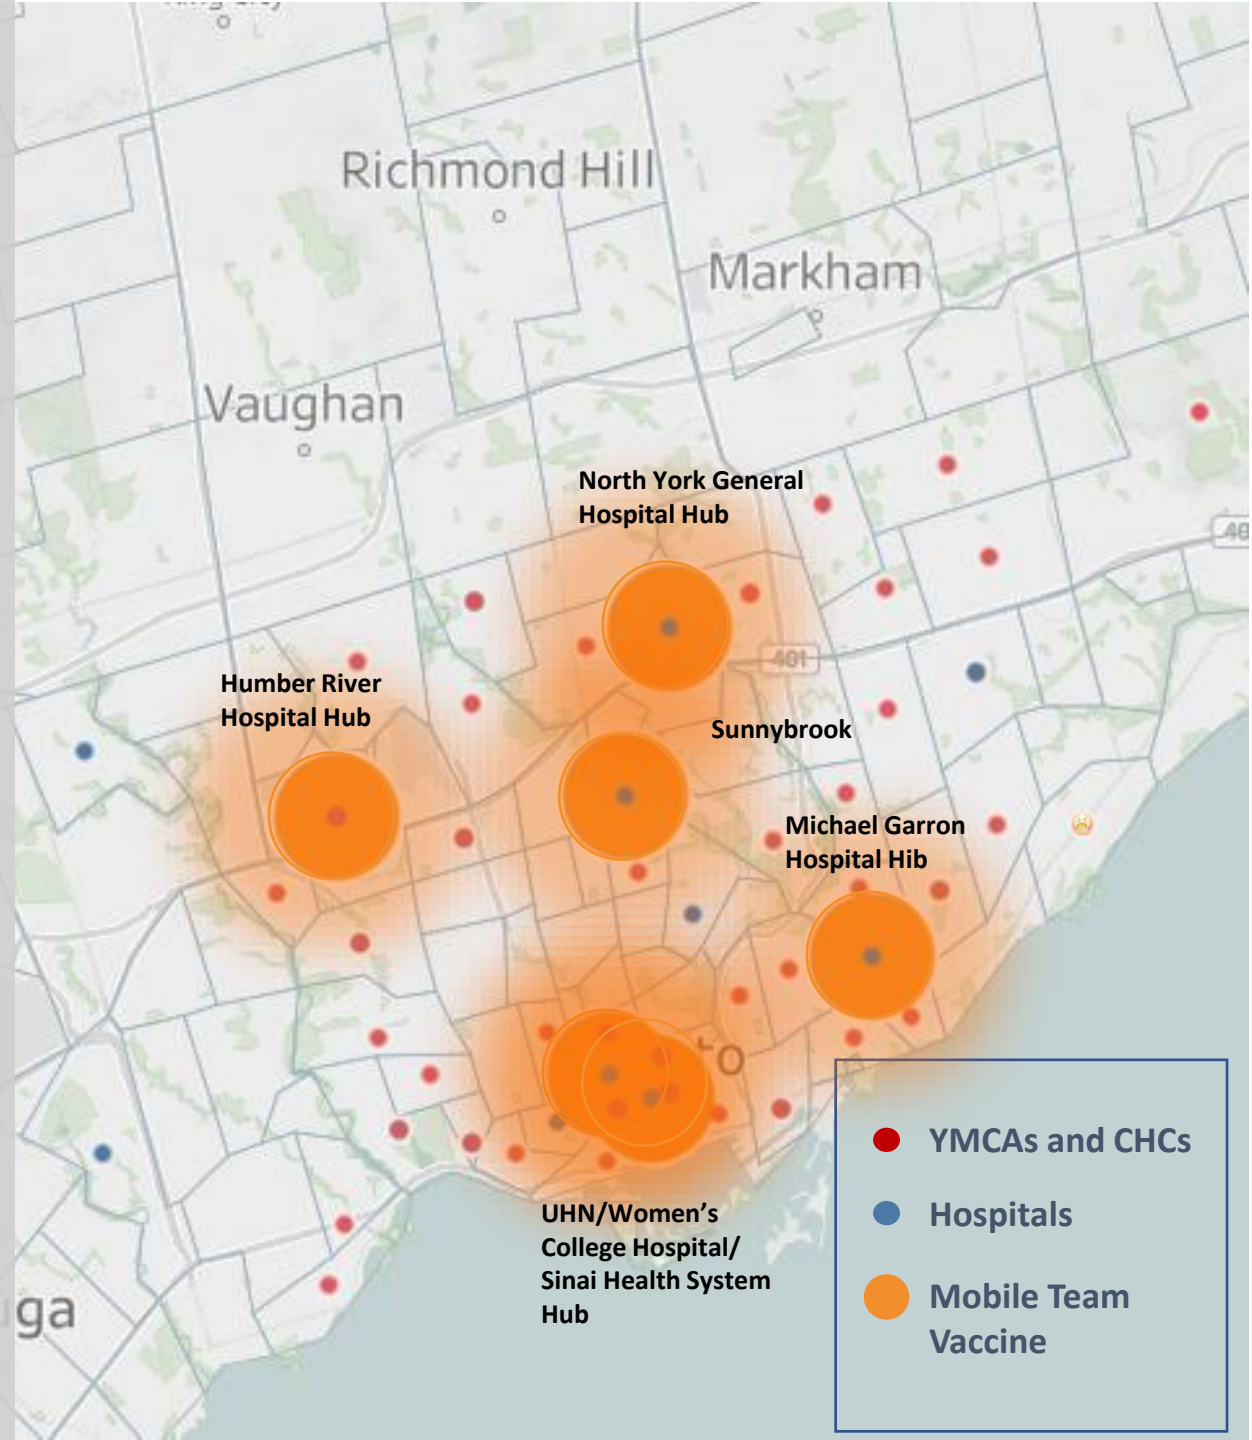 Richmond Hill
Markham
Vaughan
North York General
Hospital Hub
401
Humber River
Hospital Hub
Sunnybrook
Michael Garron
Hospital Hib
UHN/Women’s
College Hospital/
Sinai Health System
Hub
YMCAs and CHCs
Hospitals
Mobile Team
Vaccine